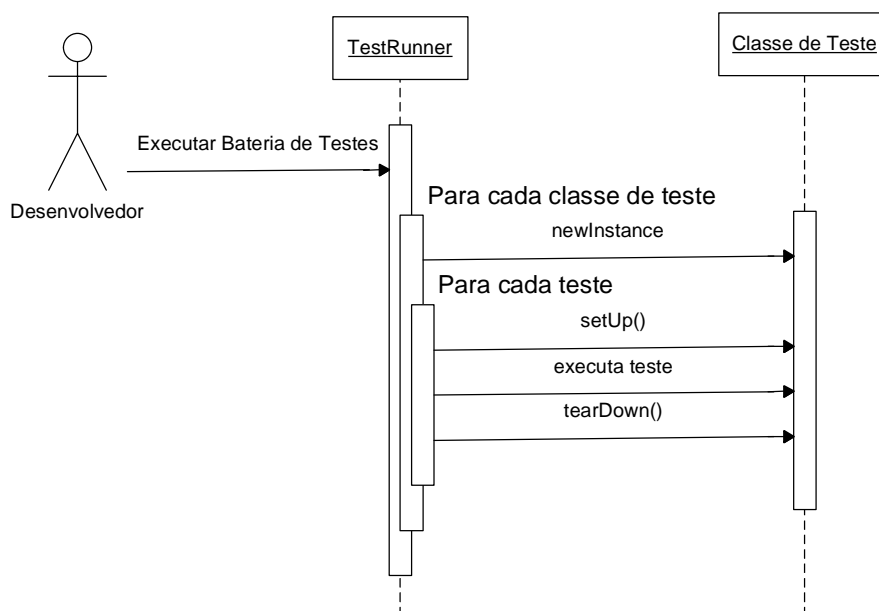 TestRunner
Classe de Teste
Executar Bateria de Testes
Desenvolvedor
Para cada classe de teste
newInstance
Para cada teste
setUp()
executa teste
tearDown()